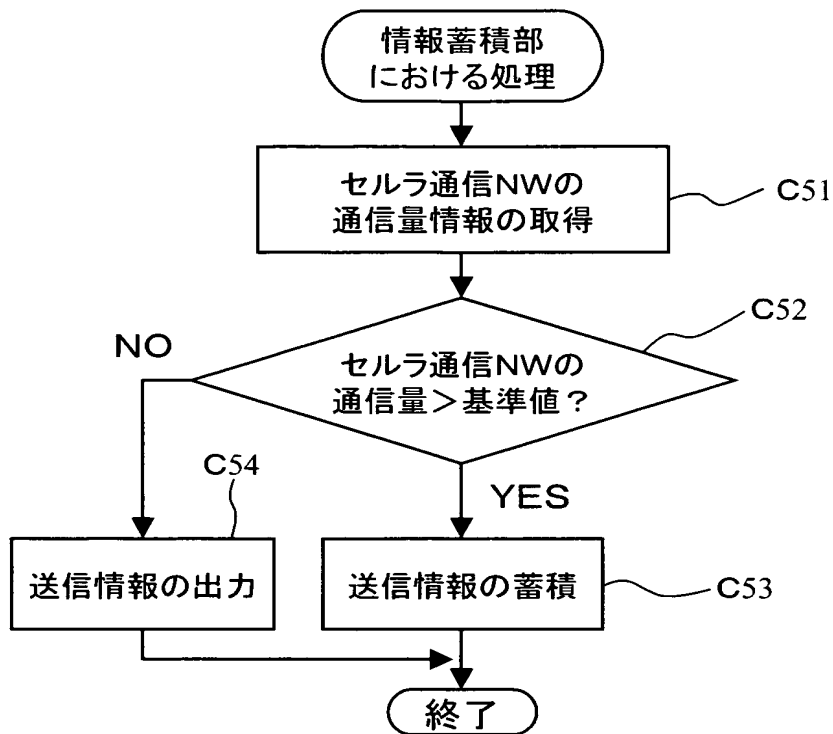 情報蓄積部
における処理
セルラ通信NWの
通信量情報の取得
C51
セルラ通信NWの
通信量＞基準値？
C52
NO
YES
C54
送信情報の出力
送信情報の蓄積
C53
終了